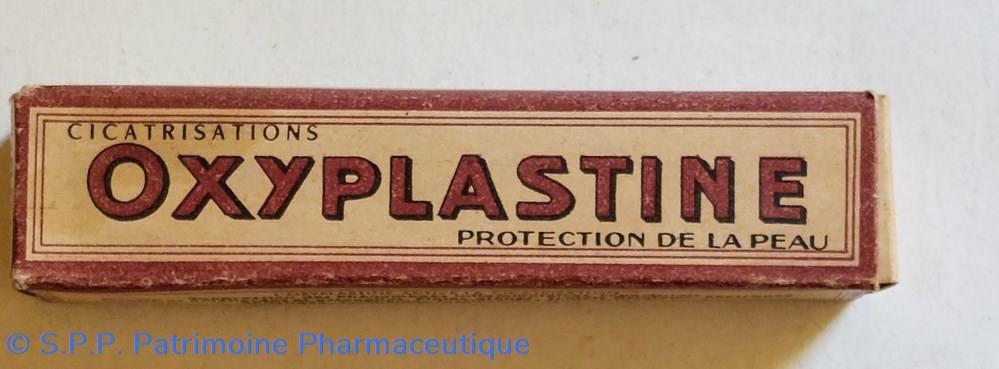 CICATRISATIONS
OXYPLASTINE
PROTECTION DE LA PEAU
© S.P.P. Patrimoine Pharmaceutique